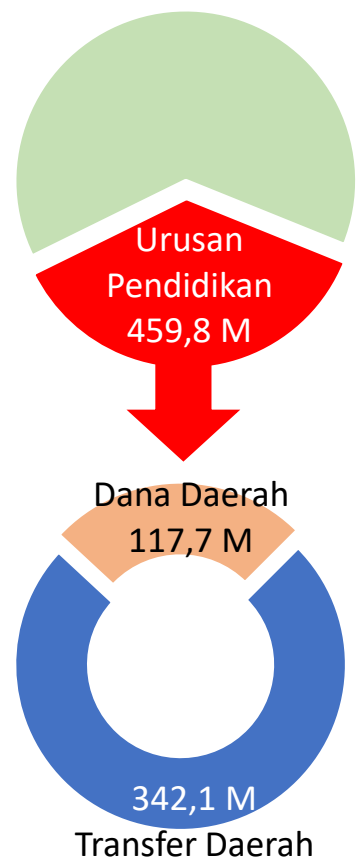 Urusan
Pendidikan
459,8 M
Dana Daerah
117,7 M
342,1 M
Transfer Daerah